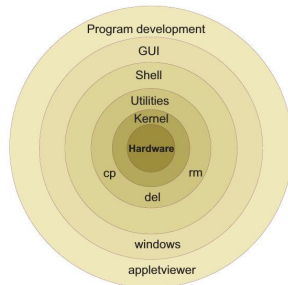 Program development
GUI
Shell
Utilities
Kernel
Hardware
cp
rm
del
windows
appletviewer